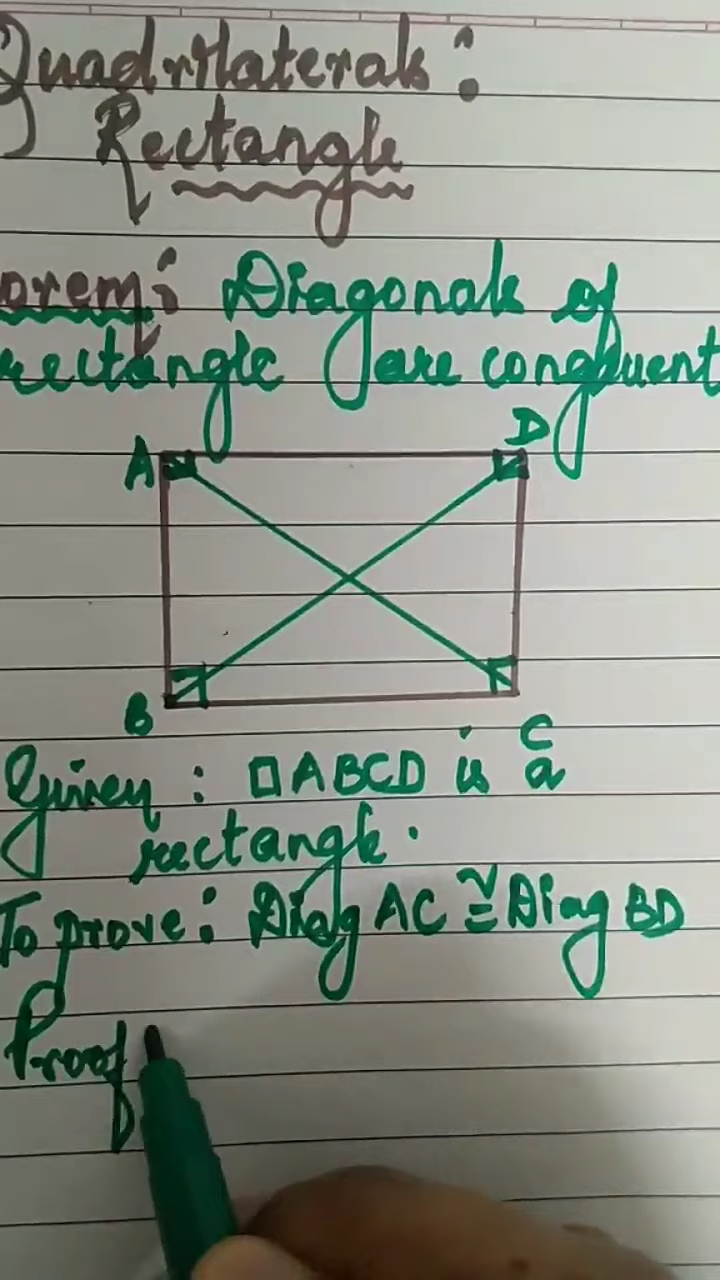 Quadrilaterals:
Rectangle
orem: Diagonals of
rectangle are congruent
A D
B C
Given : □ABCD is a
rectangle.
To prove: Diag AC ≅ Diag BD
Proof